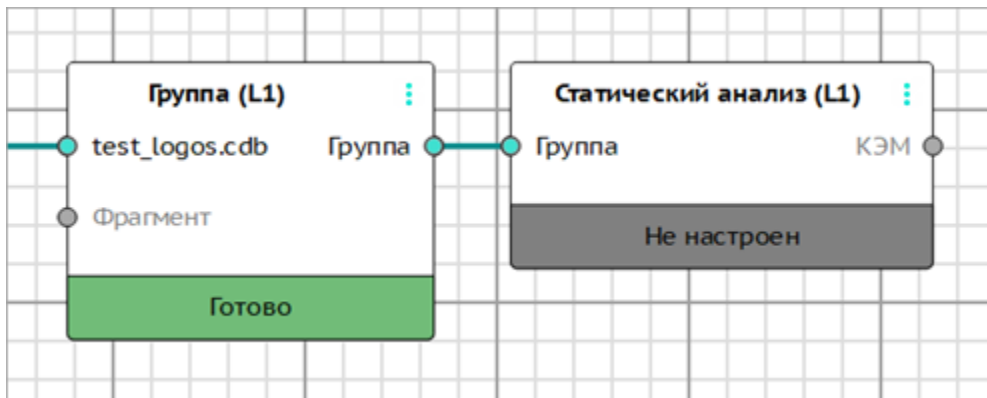 Группа (L1)
test_logos.cdb Группа
Фрагмент
Готово
Статический анализ (L1)
Группа КЭМ
Не настроен